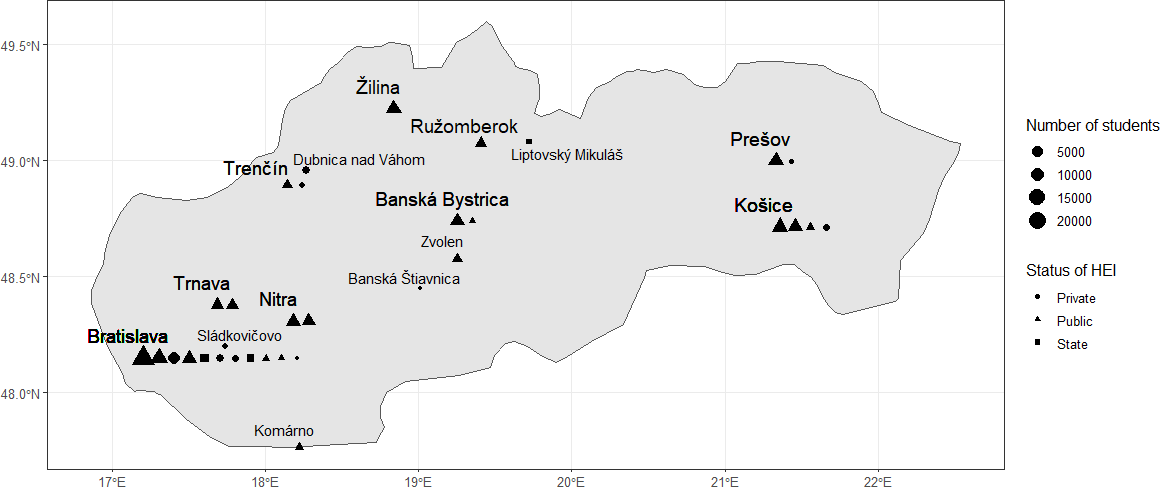 49.5°N
49.0°N
48.5°N
48.0°N
Žilina
Ružomberok
Liptovský Mikuláš
Dubnica nad Váhom
Trenčín
Prešov
Banská Bystrica
Košice
Zvolen
Banská Štiavnica
Trnava
Nitra
Bratislava
Sládkovičovo
Komárno
17°E
18°E
19°E
20°E
21°E
22°E
Number of students
5000
10000
15000
20000
Status of HEI
Private
Public
State